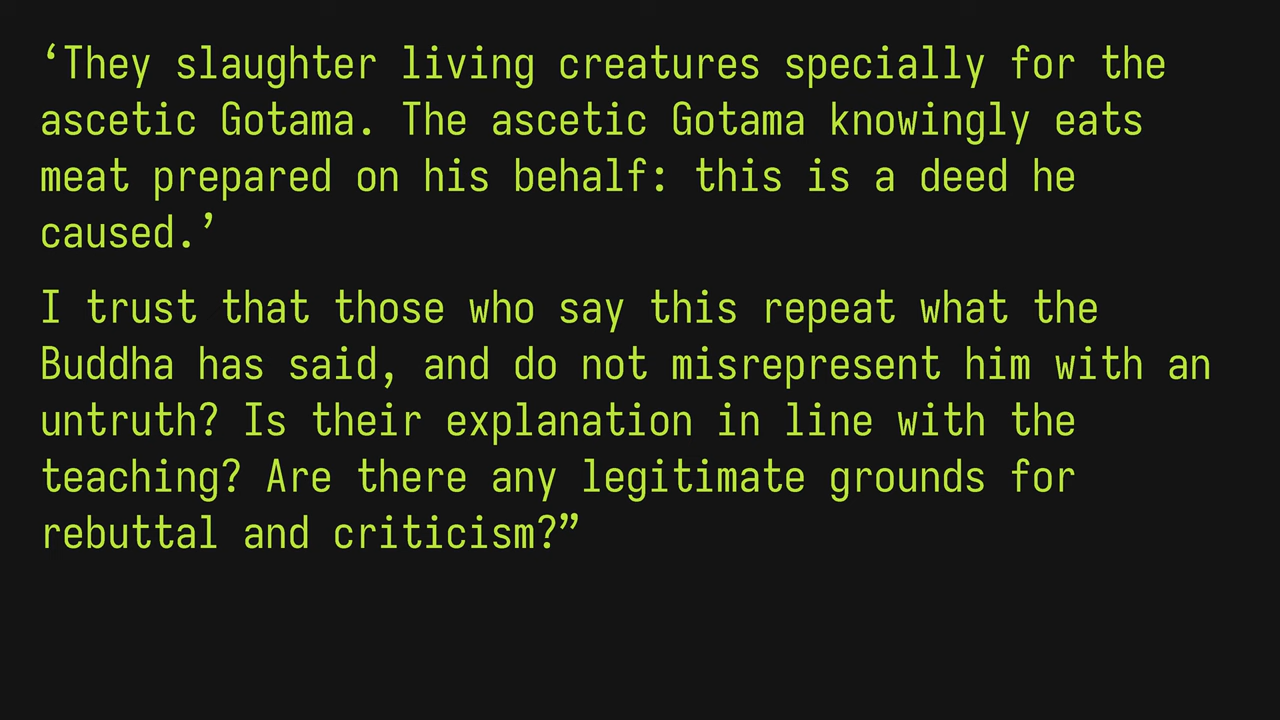 ‘They slaughter living creatures specially for the
ascetic Gotama. The ascetic Gotama knowingly eats
meat prepared on his behalf: this is a deed he
caused.’
I trust that those who say this repeat what the
Buddha has said, and do not misrepresent him with an
untruth? Is their explanation in line with the
teaching? Are there any legitimate grounds for
rebuttal and criticism?”